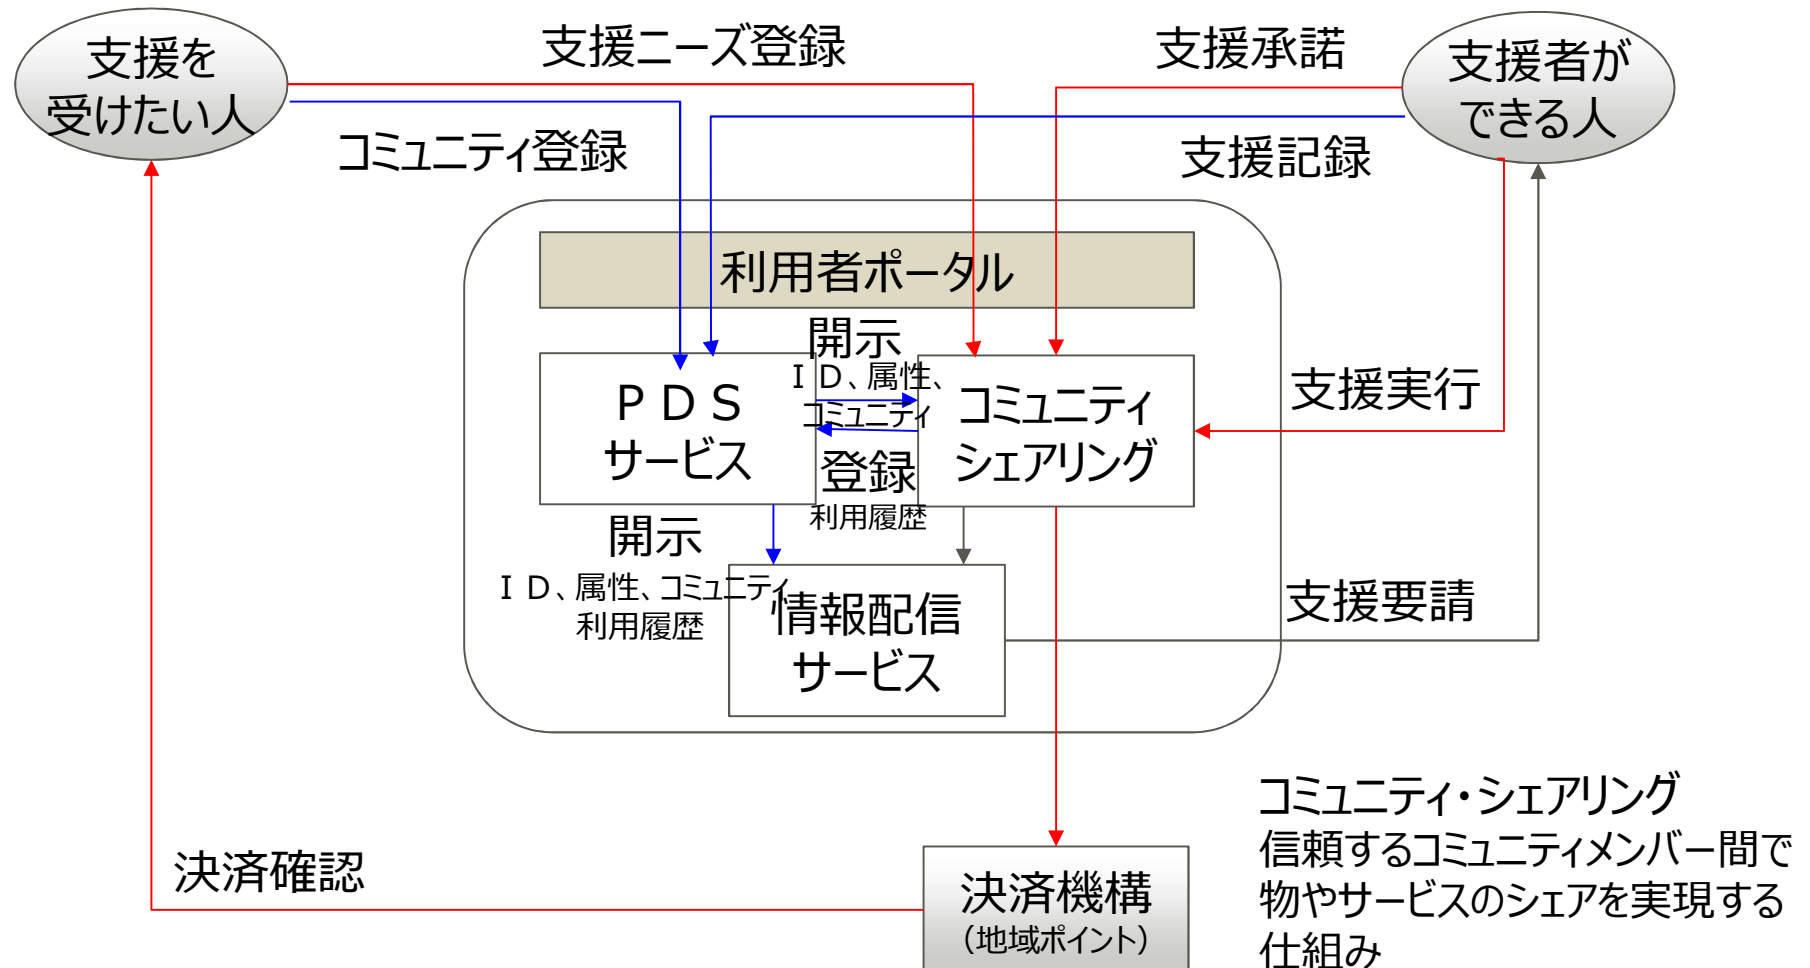 支援を
受けたい人
支援ニーズ登録
支援承諾
支援者が
できる人
コミュニティ登録
支援記録
利用者ポータル
開示
ＩＤ、属性、
コミュニティ
ＰＤＳ
サービス
コミュニティ
シェアリング
支援実行
登録
利用履歴
開示
ＩＤ、属性、コミュニティ
利用履歴
情報配信
サービス
支援要請
決済確認
決済機構
（地域ポイント）
コミュニティ・シェアリング
信頼するコミュニティメンバー間で
物やサービスのシェアを実現する
仕組み